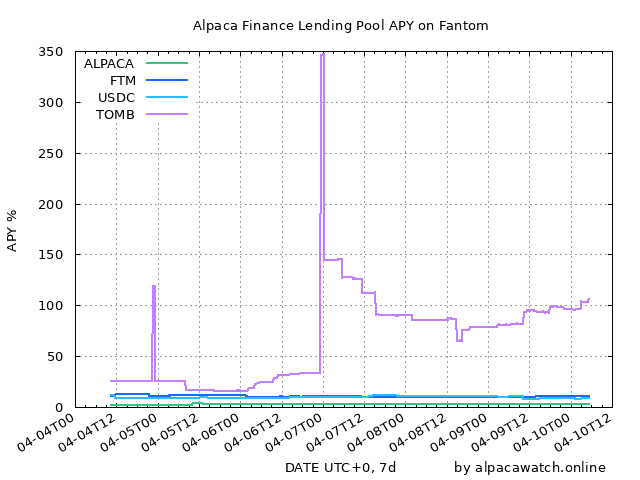 Alpaca Finance Lending Pool APY on Fantom
APY %
350
300
250
200
150
100
50
0
ALPACA
FTM
USDC
TOMB
04-04T00
04-04T12
04-05T00
04-05T12
04-06T00
04-06T12
04-07T00
04-07T12
04-08T00
04-08T12
04-09T00
04-09T12
04-10T00
04-10T12
DATE UTC+0, 7d
by alpacawatch.online